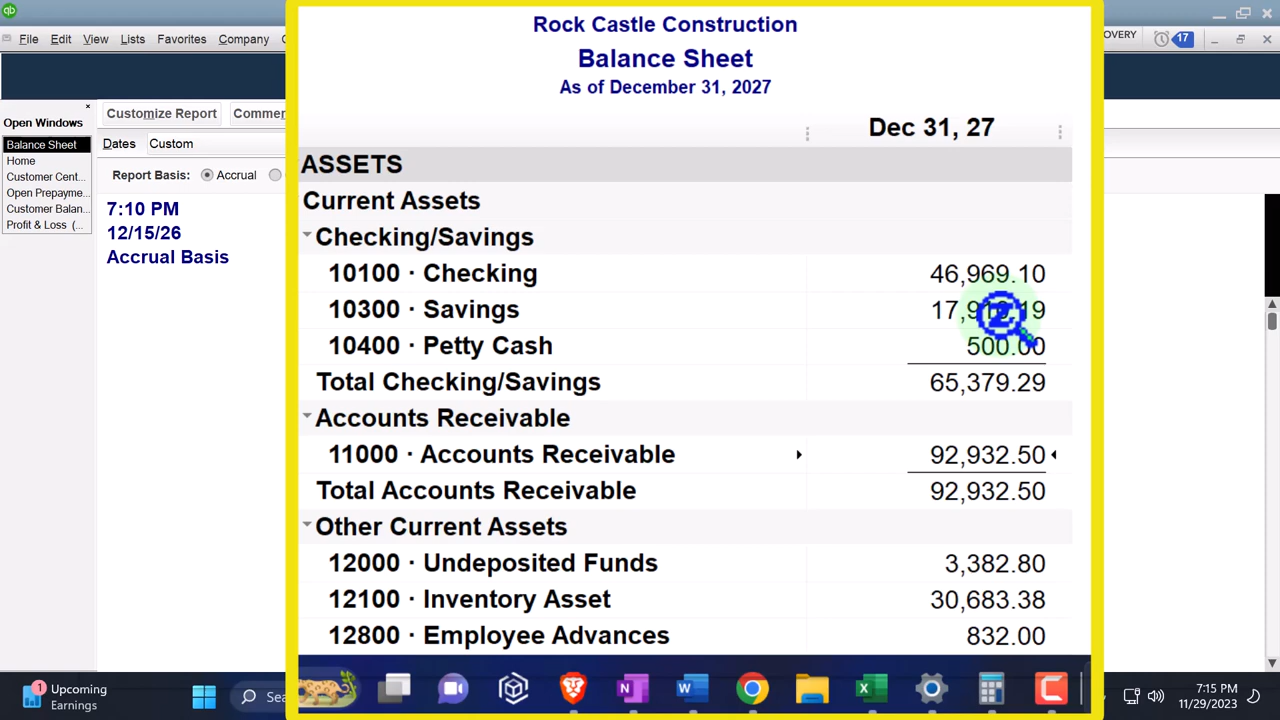 File Edit View Lists Favorites Company
OVERY
17
Open Windows
Balance Sheet
Home
Customer Cent...
Open Prepayme...
Customer Balan...
Profit & Loss (...
Customize Report
Dates Custom
Report Basis: Accrual
7:10 PM
12/15/26
Accrual Basis
Rock Castle Construction
Balance Sheet
As of December 31, 2027
Dec 31, 27
ASSETS
Current Assets
Checking/Savings
10100 · Checking 46,969.10
10300 · Savings
10400 · Petty Cash 500.00
Total Checking/Savings 65,379.29
Accounts Receivable
11000 · Accounts Receivable 92,932.50
Total Accounts Receivable 92,932.50
Other Current Assets
12000 · Undeposited Funds 3,382.80
12100 · Inventory Asset 30,683.38
12800 · Employee Advances 832.00
1
Upcoming
Earnings
7:15 PM
11/29/2023